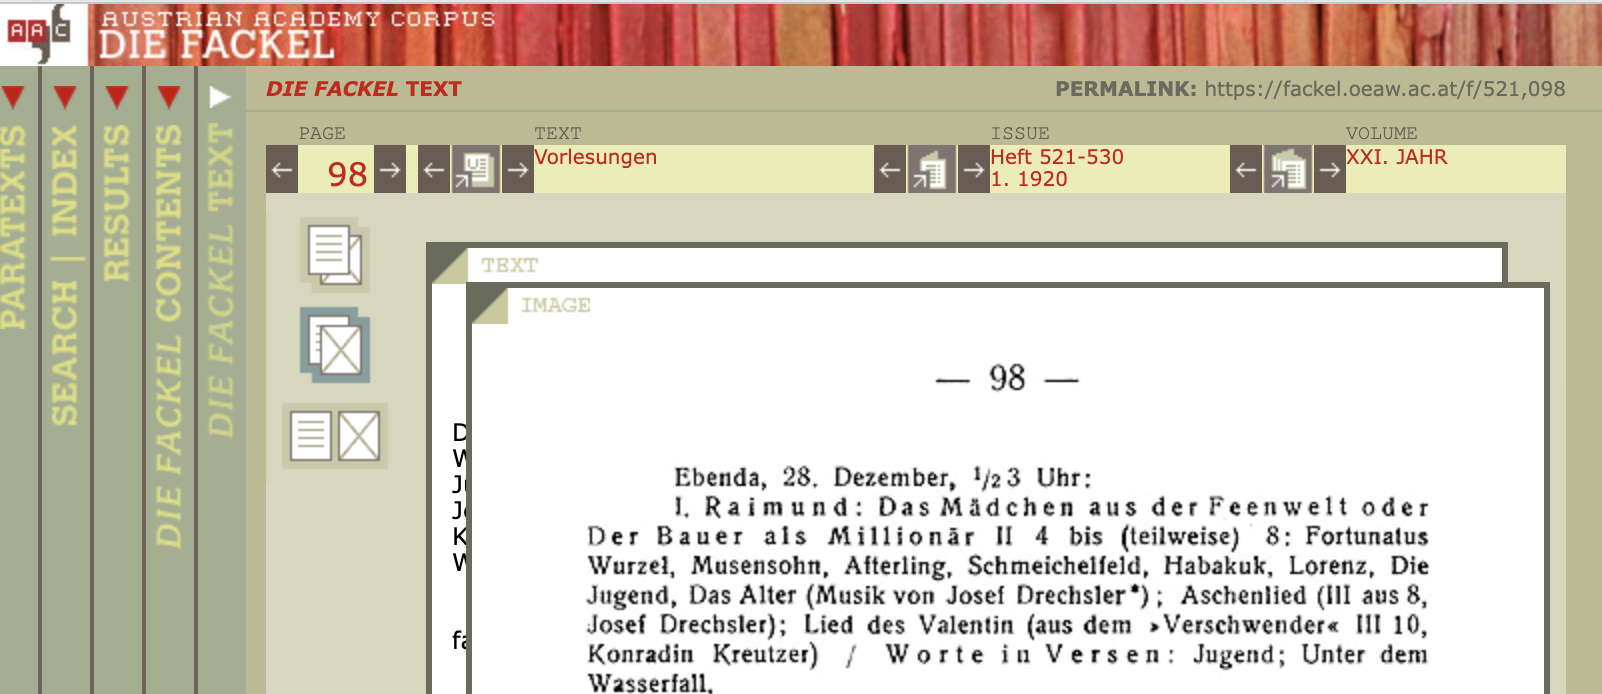 AAC
AUSTRIAN ACADEMY CORPUS
DIE FACKEL
PARATEXTS
SEARCH | INDEX
RESULTS
DIE FACKEL CONTENTS
DIE FACKEL TEXT
DIE FACKEL TEXT
PERMALINK: https://fackel.oeaw.ac.at/f/521,098
PAGE
98
TEXT
Vorlesungen
ISSUE
Heft 521-530
1. 1920
VOLUME
XXI. JAHR
TEXT
IMAGE
D
W
Ju
Jo
K
W
fa
— 98 —
Ebenda, 28. Dezember, ½3 Uhr:
I. Raimund: Das Mädchen aus der Feenwelt oder
Der Bauer als Millionär II 4 bis (teilweise) 8: Fortunatus
Wurzel, Musensohn, Afterling, Schmeichelfeld, Habakuk, Lorenz, Die
Jugend, Das Alter (Musik von Josef Drechsler*); Aschenlied (III aus 8,
Josef Drechsler); Lied des Valentin (aus dem ›Verschwender‹ III 10,
Konradin Kreutzer) / Worte in Versen: Jugend; Unter dem
Wasserfall,